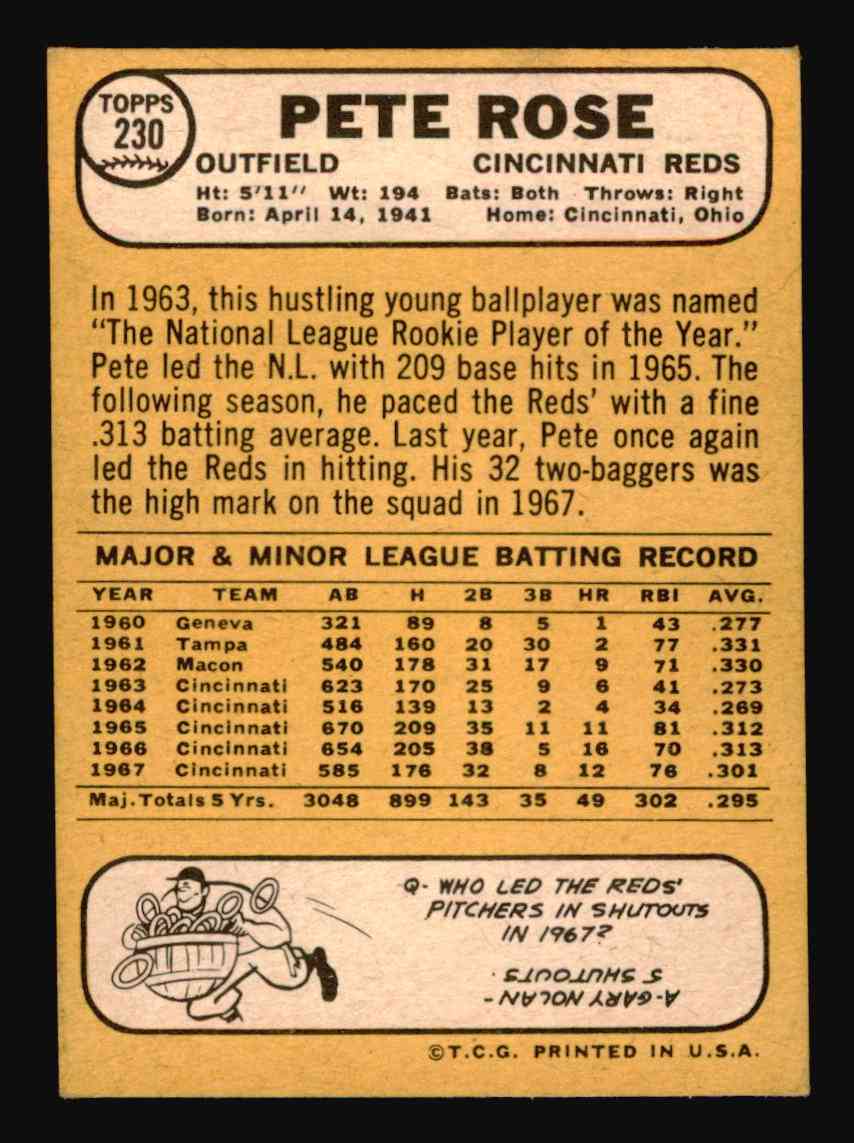 TOPPS
230
PETE ROSE
OUTFIELD CINCINNATI REDS
Ht: 5'11" Wt: 194 Bats: Both Throws: Right
Born: April 14, 1941 Home: Cincinnati, Ohio
In 1963, this hustling young ballplayer was named
"The National League Rookie Player of the Year."
Pete led the N.L. with 209 base hits in 1965. The
following season, he paced the Reds' with a fine
.313 batting average. Last year, Pete once again
led the Reds in hitting. His 32 two-baggers was
the high mark on the squad in 1967.
MAJOR & MINOR LEAGUE BATTING RECORD
YEAR TEAM AB H 2B 3B HR RBI AVG.
1960 Geneva 321 89 8 5 1 43 .277
1961 Tampa 484 160 20 30 2 77 .331
1962 Macon 540 178 31 17 9 71 .330
1963 Cincinnati 623 170 25 9 6 41 .273
1964 Cincinnati 516 139 13 2 4 34 .269
1965 Cincinnati 670 209 35 11 11 81 .312
1966 Cincinnati 654 205 38 5 16 70 .313
1967 Cincinnati 585 176 32 8 12 76 .301
Maj. Totals 5 Yrs. 3048 899 143 35 49 302 .295
Q- WHO LED THE REDS'
PITCHERS IN SHUTOUTS
IN 1967?
A- GARY NOLAN -
5 SHUTOUTS.
©T.C.G. PRINTED IN U.S.A.